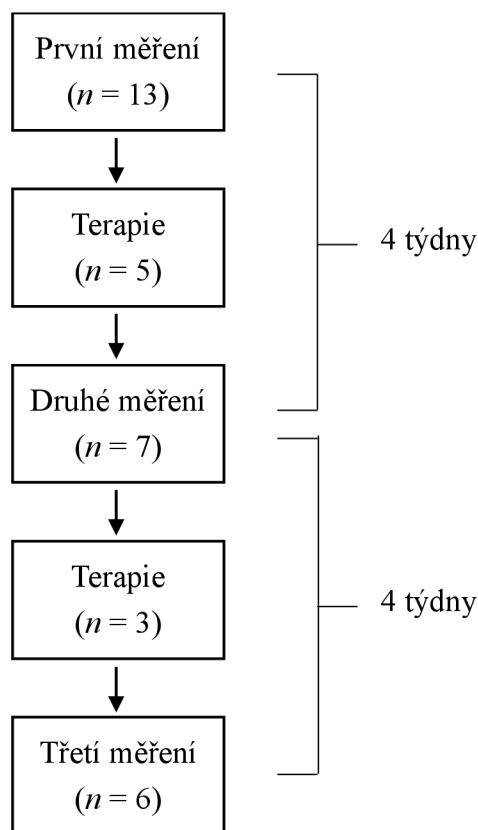 První měření
(n = 13)
Terapie
(n = 5)
4 týdny
Druhé měření
(n = 7)
Terapie
(n = 3)
4 týdny
Třetí měření
(n = 6)